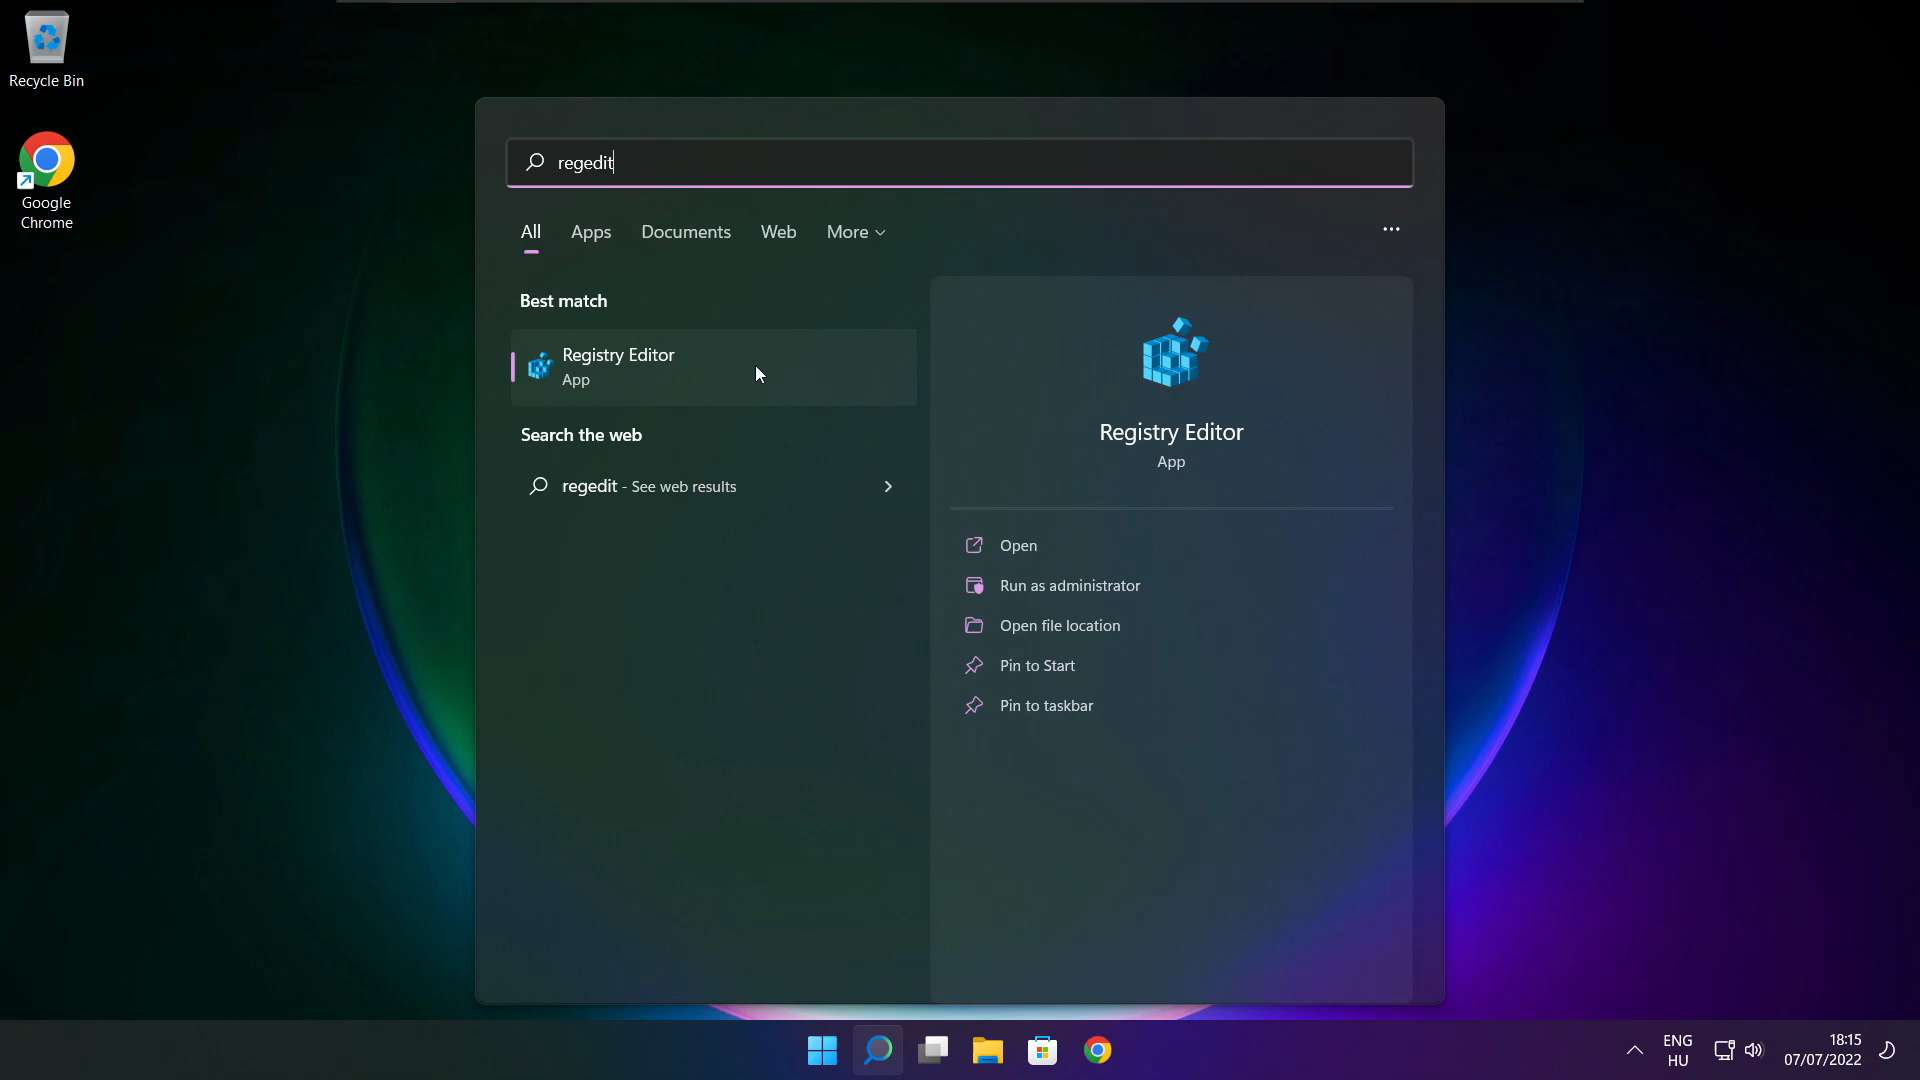 Recycle Bin
Google
Chrome
regedit
All Apps Documents Web More
Best match
Registry Editor
App
Search the web
regedit - See web results
Registry Editor
App
Open
Run as administrator
Open file location
Pin to Start
Pin to taskbar
ENG
HU
18:15
07/07/2022